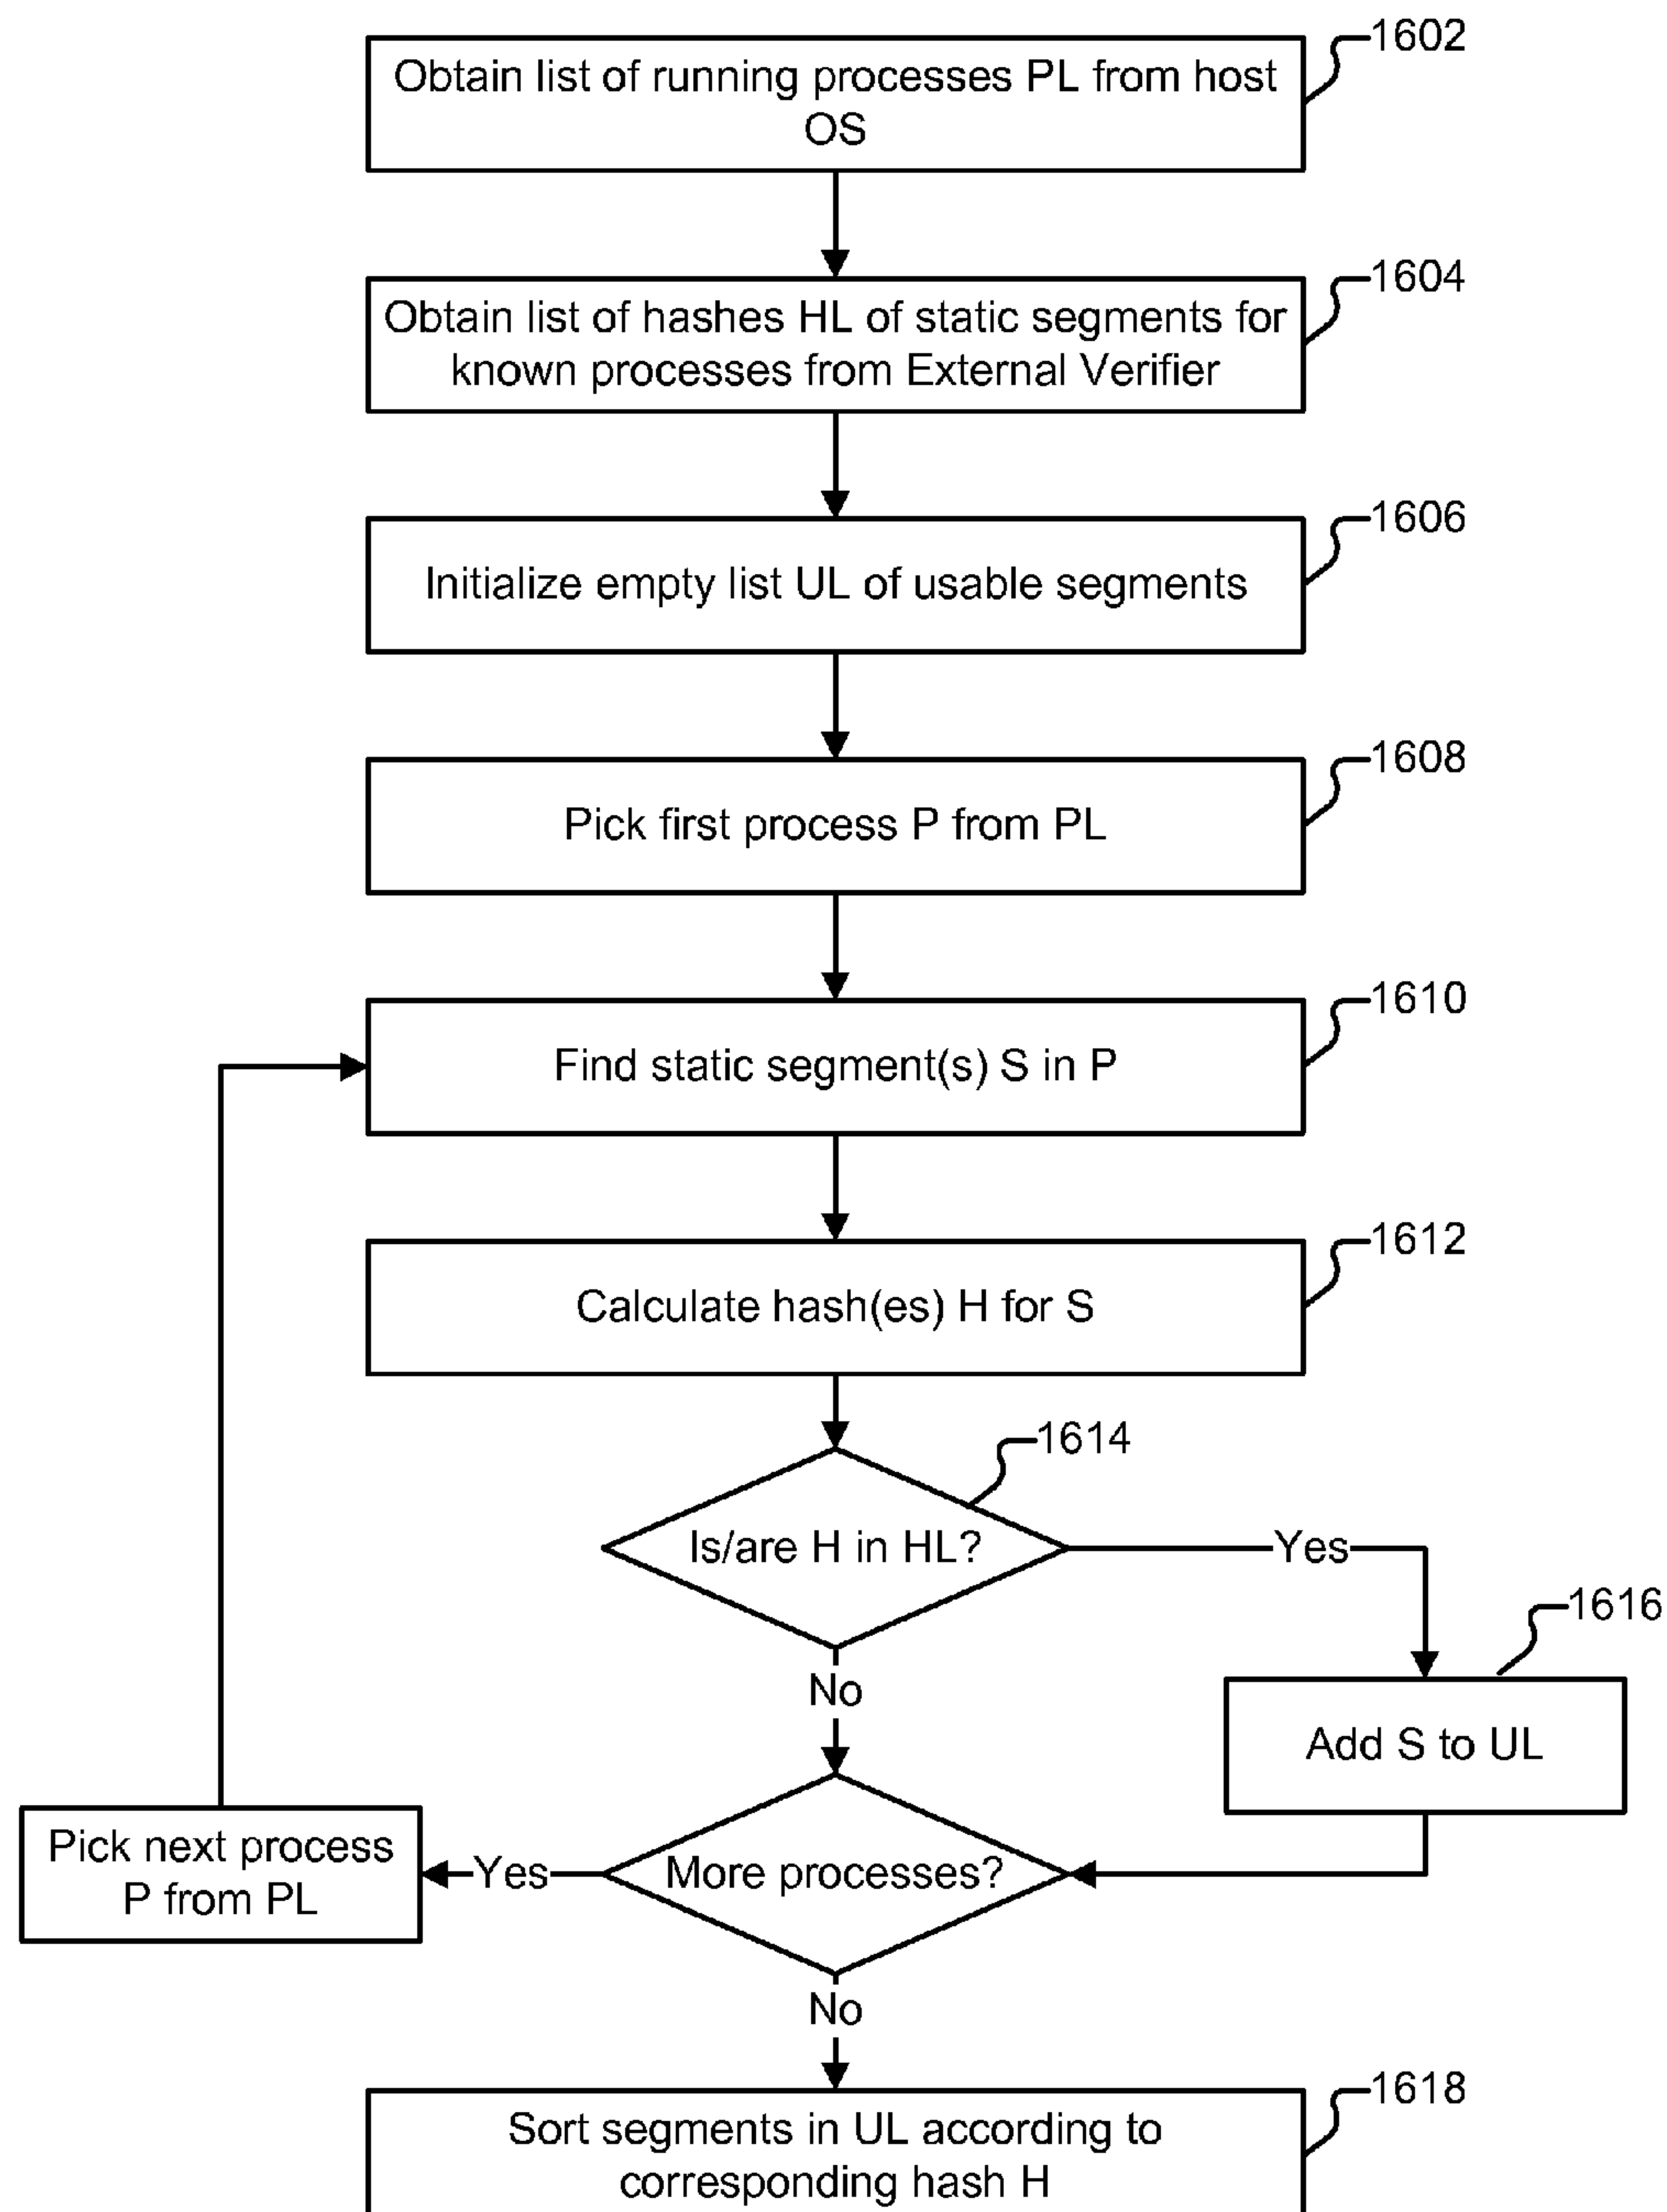 1602
Obtain list of running processes PL from host
OS
1604
Obtain list of hashes HL of static segments for
known processes from External Verifier
1606
Initialize empty list UL of usable segments
1608
Pick first process P from PL
1610
Find static segment(s) S in P
1612
Calculate hash(es) H for S
1614
Is/are H in HL?
Yes
1616
No
Add S to UL
Pick next process
P from PL
Yes
More processes?
No
1618
Sort segments in UL according to
corresponding hash H